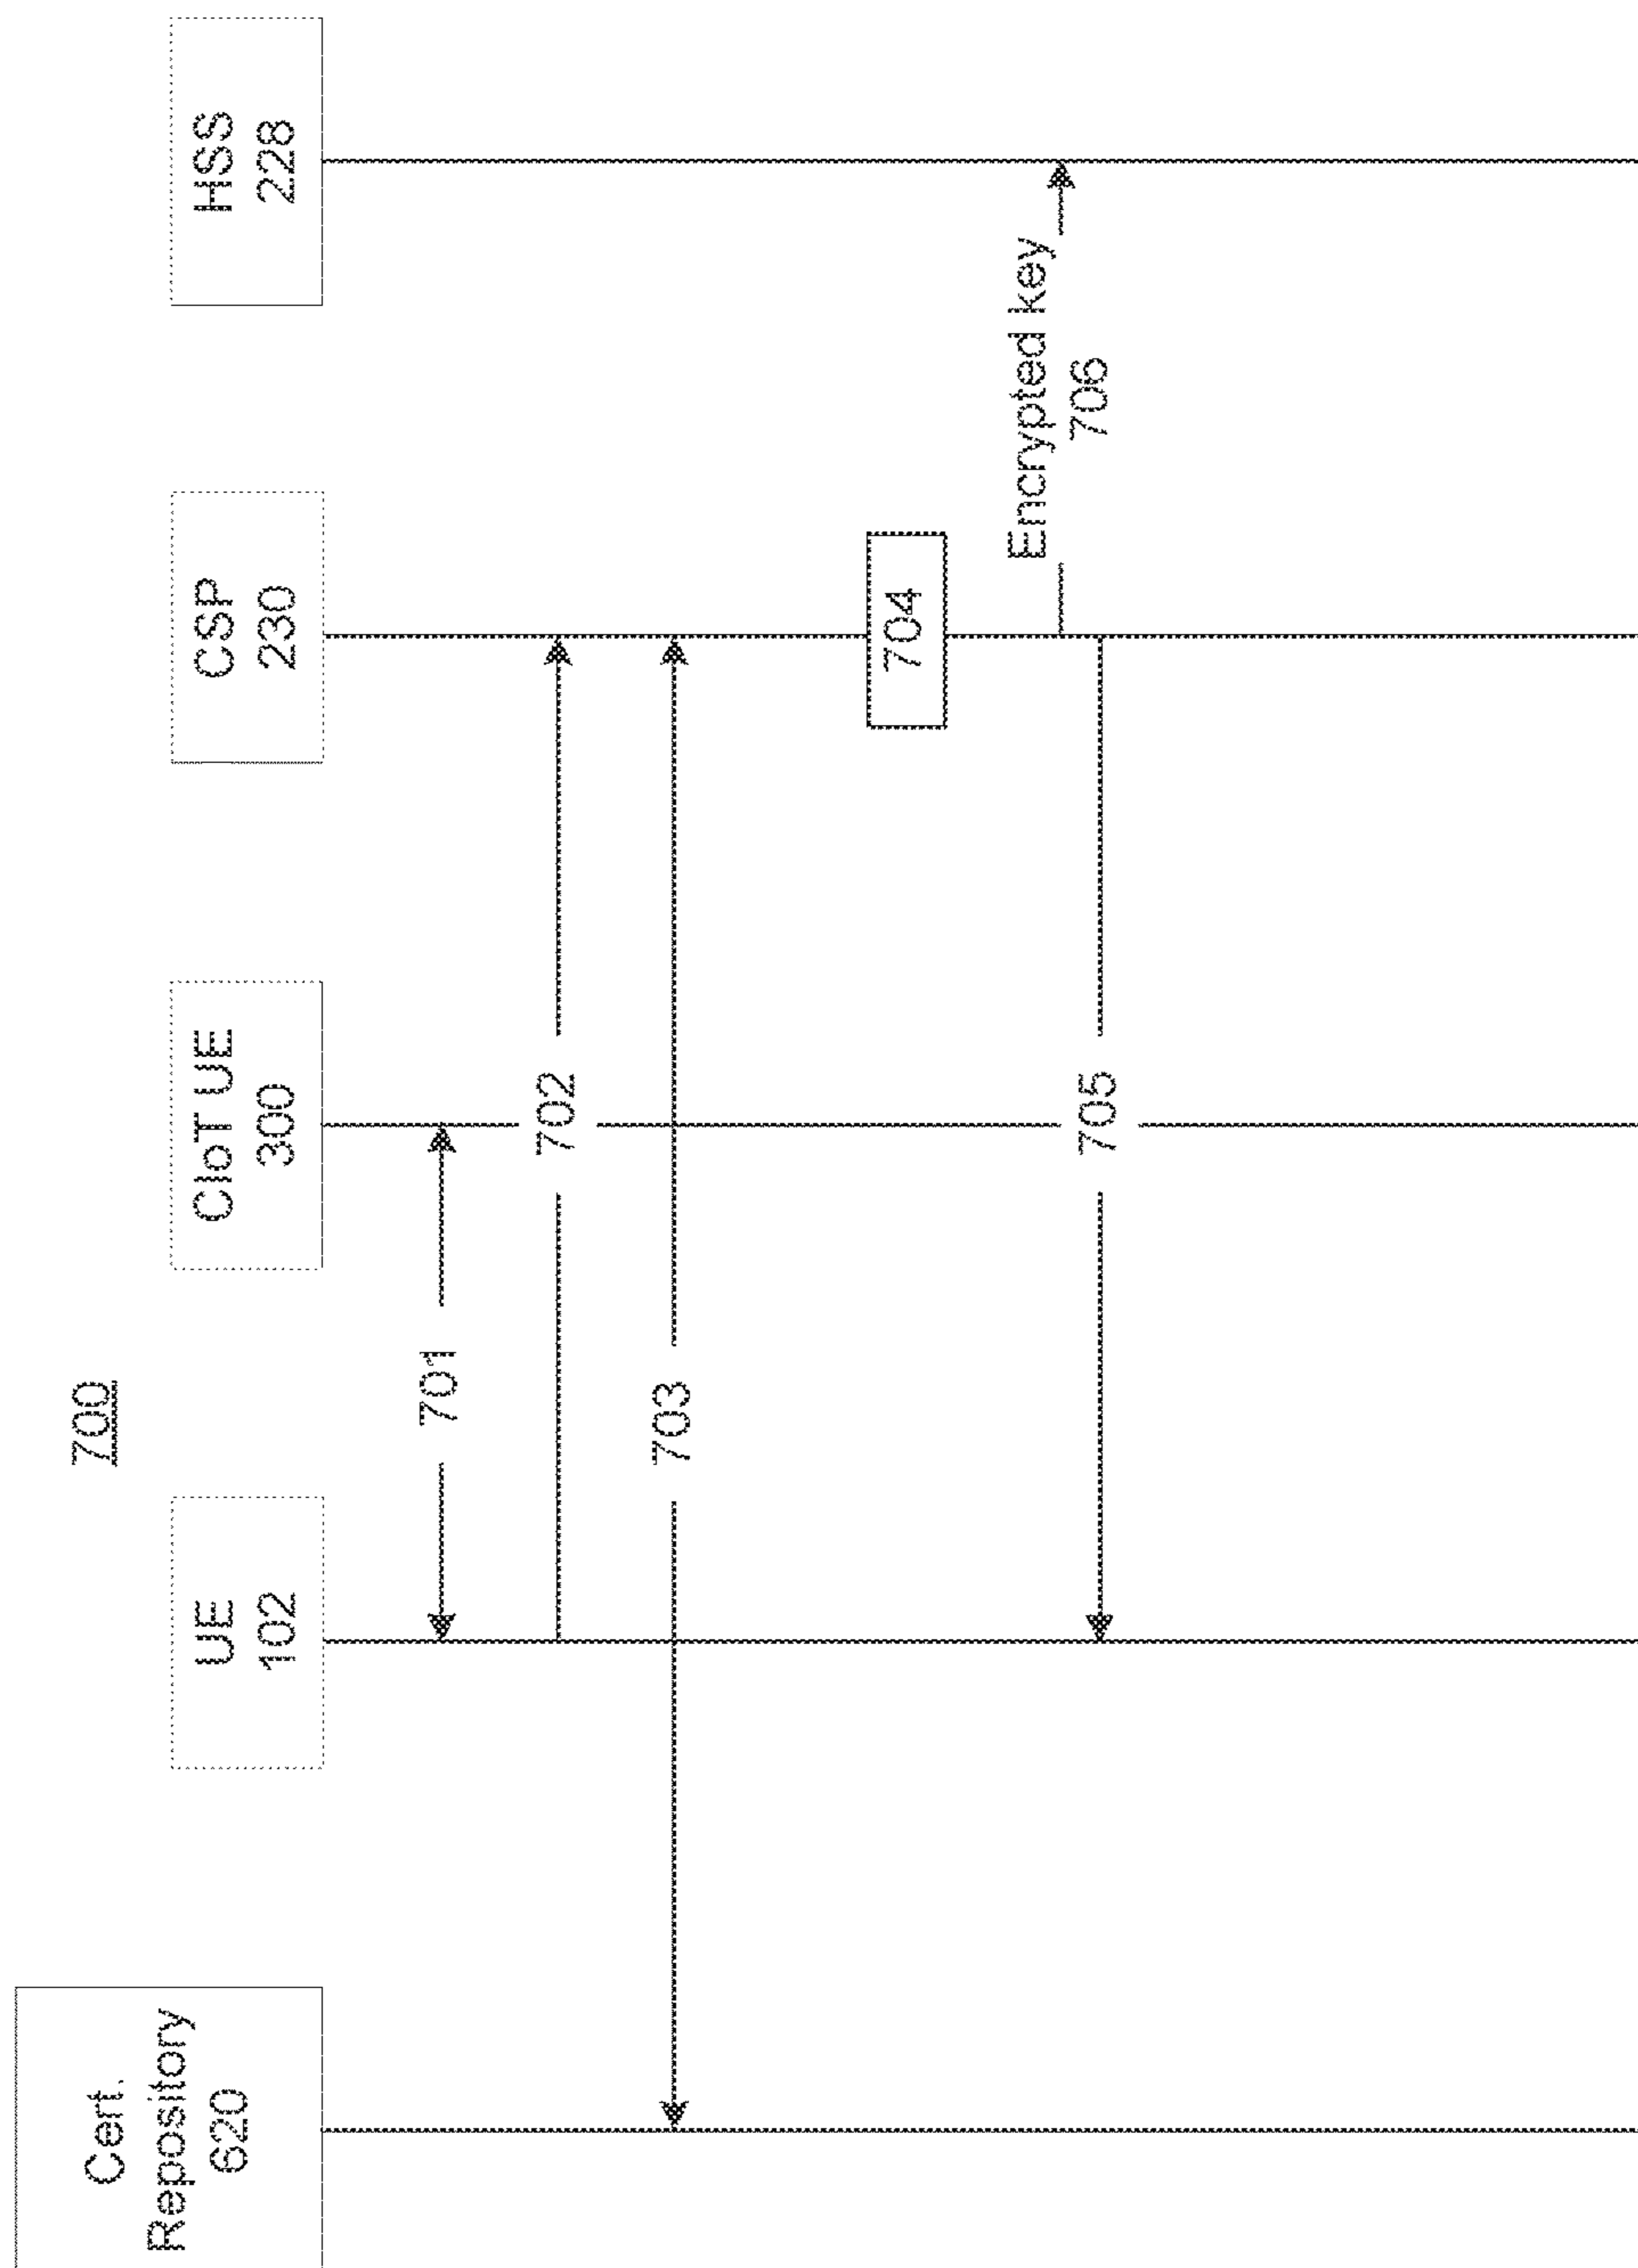 700
Cert.
Repository
620
UE
102
CIoT UE
300
CSP
230
HSS
228
701
702
703
704
Encrypted key
706
705